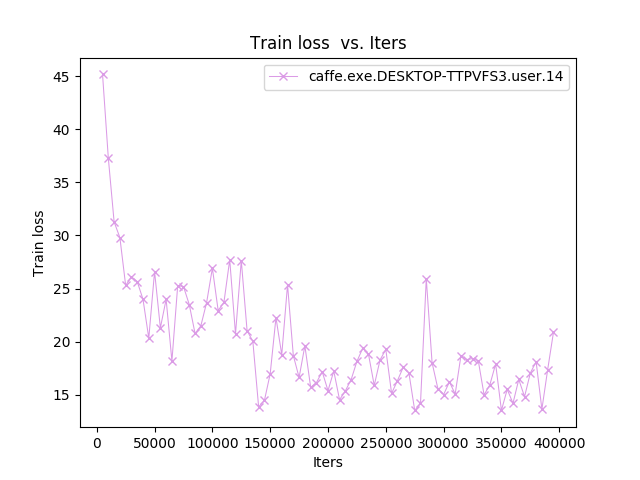 Train loss  vs. Iters
caffe.exe.DESKTOP-TTPVFS3.user.14
45
40
35
30
25
20
15
Train loss
0 50000 100000 150000 200000 250000 300000 350000 400000
Iters